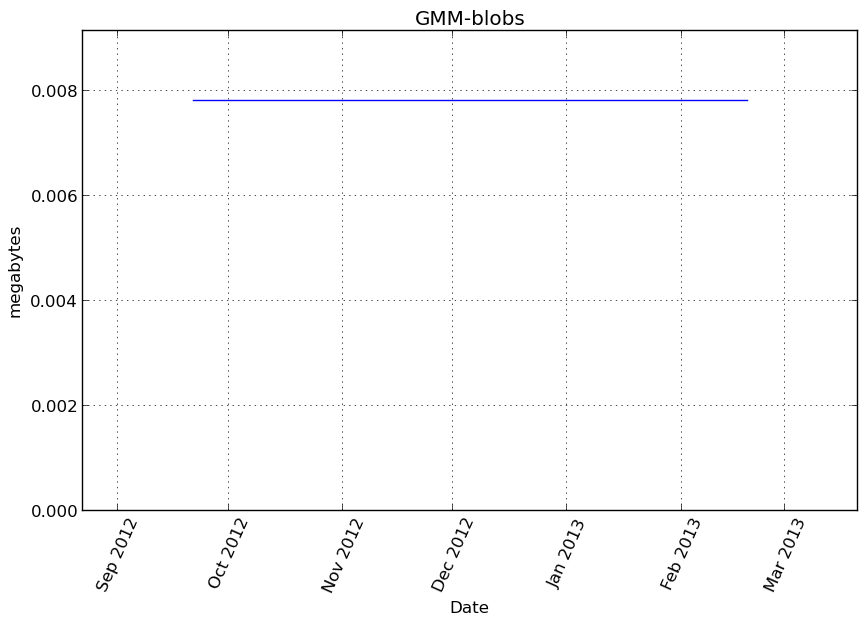 GMM-blobs
megabytes
0.008
0.006
0.004
0.002
0.000
Sep 2012
Oct 2012
Nov 2012
Dec 2012
Jan 2013
Feb 2013
Mar 2013
Date